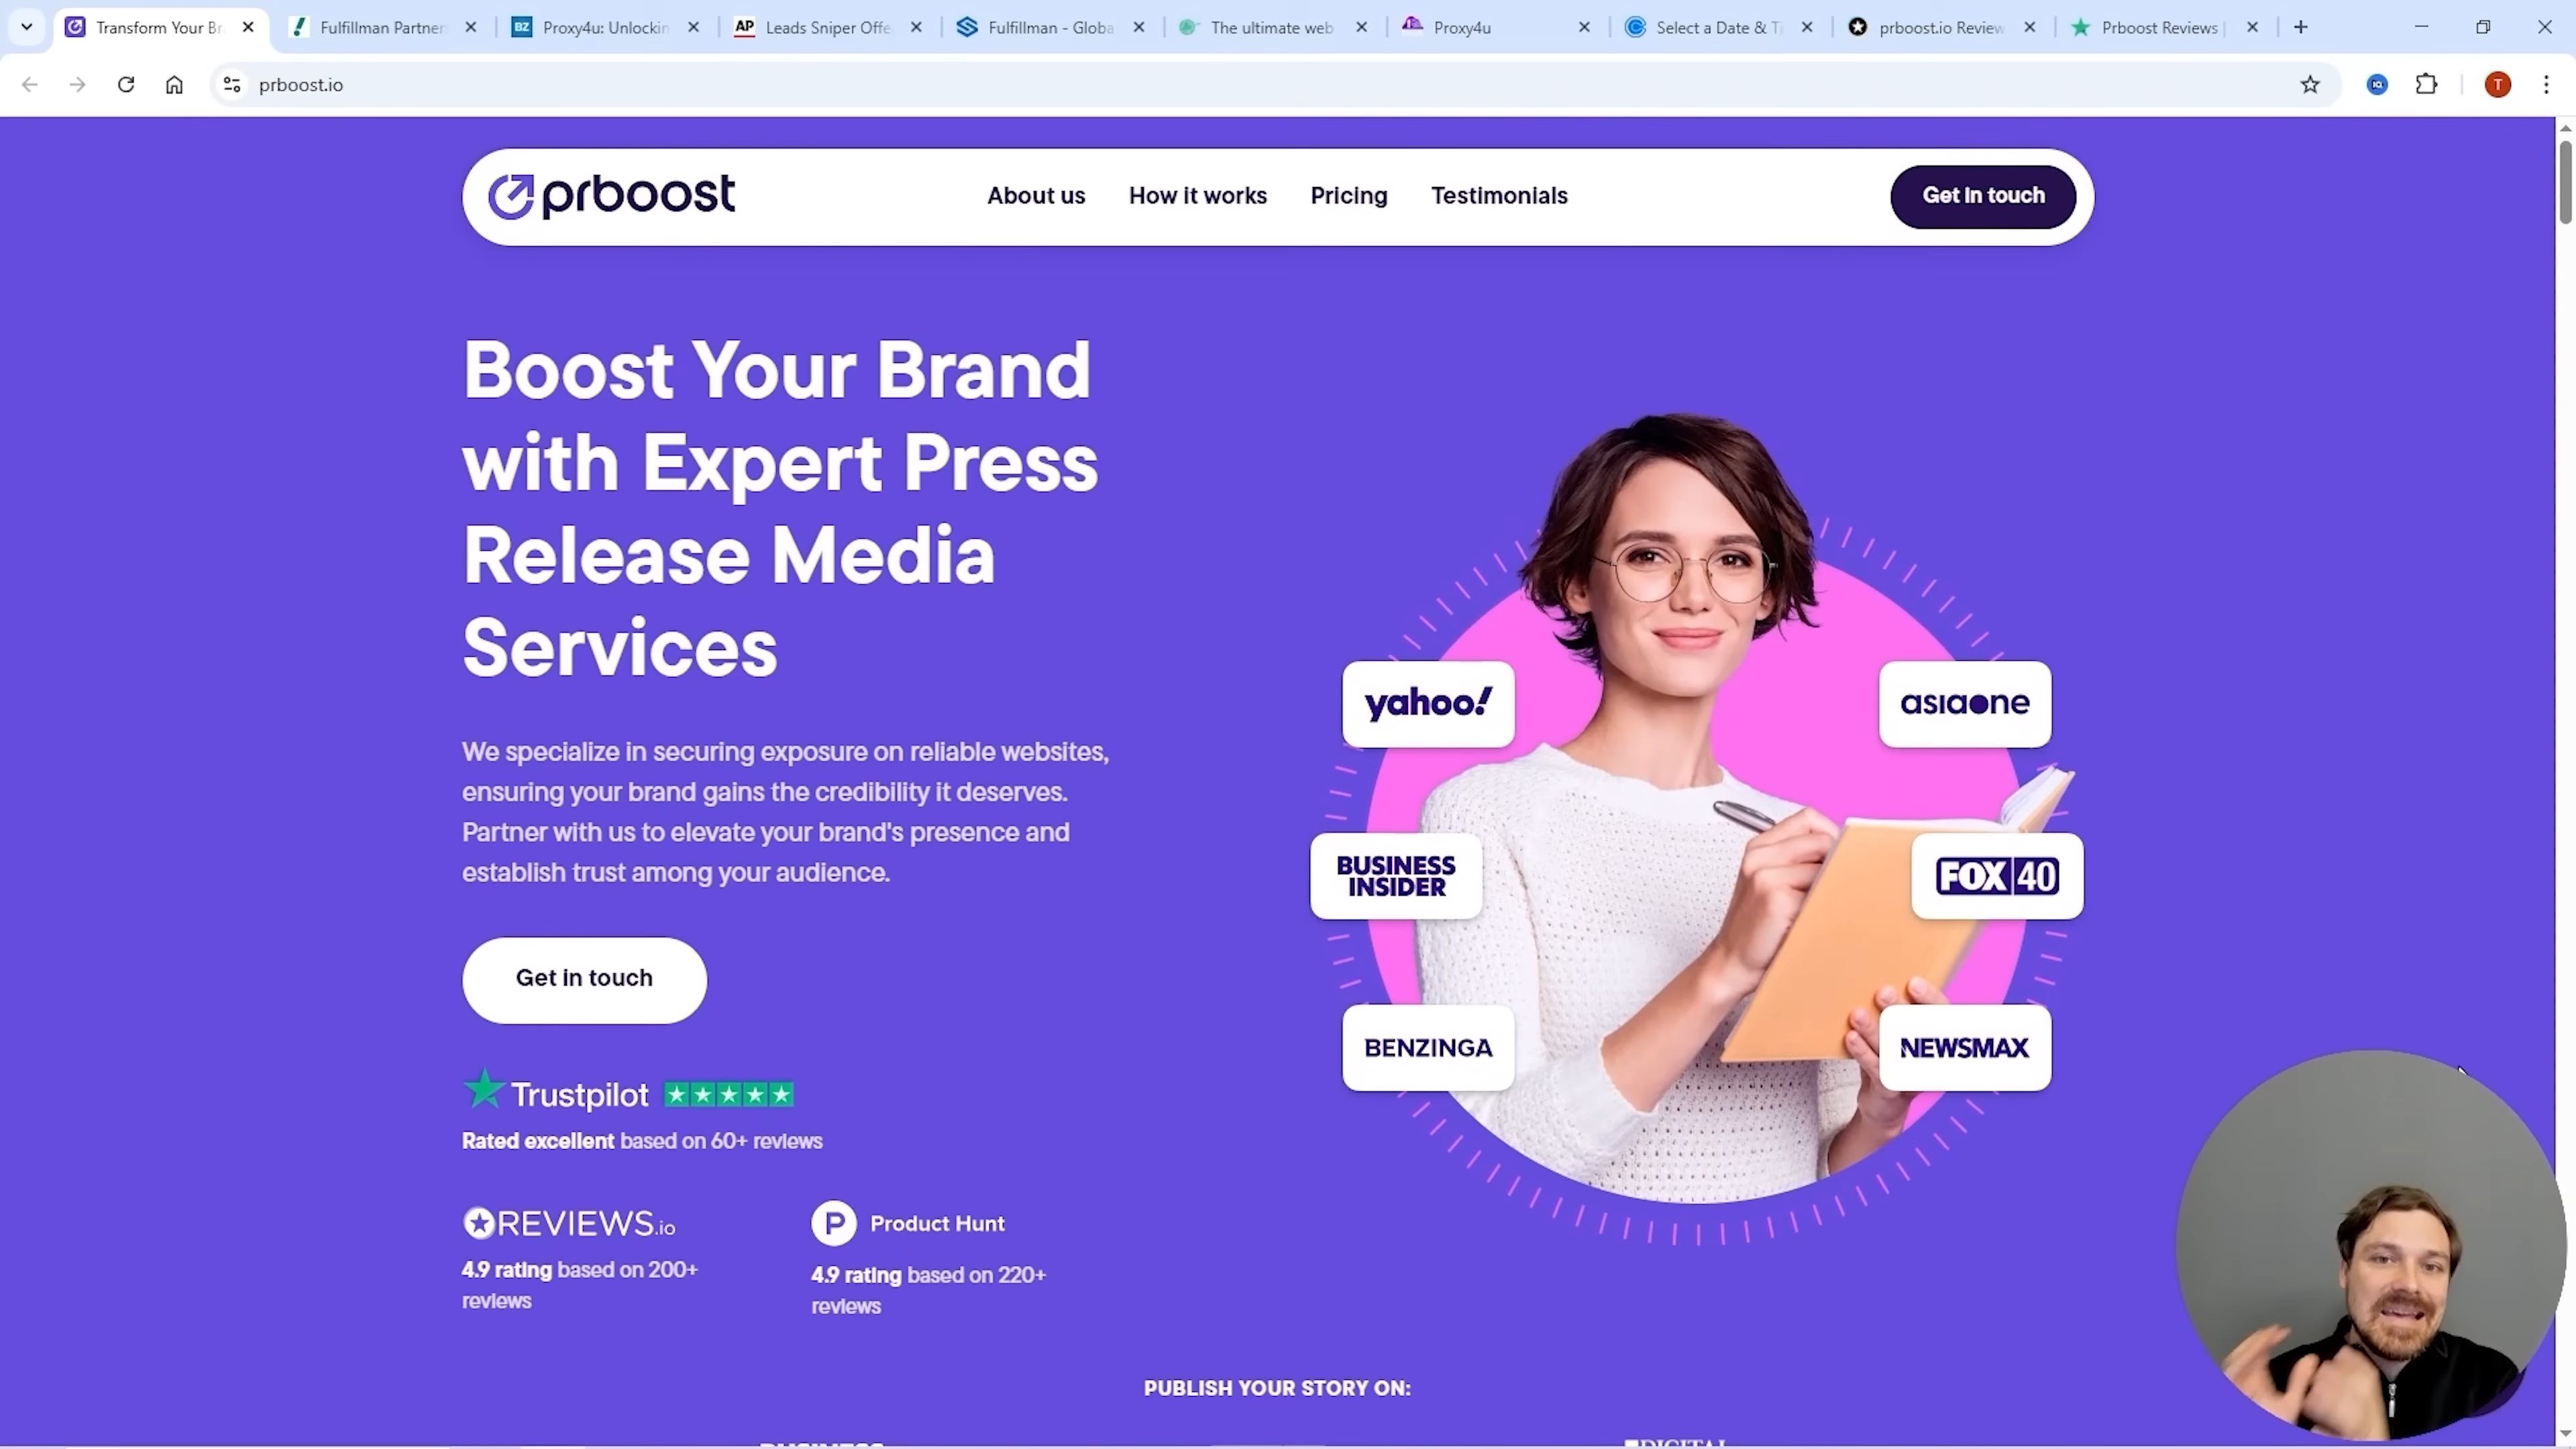 Transform Your Br
Fulfillman Partner
BZ
Proxy4u: Unlockin
AP
Leads Sniper Offe
Fulfillman - Globa
The ultimate web
Proxy4u
Select a Date & Ti
prboost.io Review
Prboost Reviews |
prboost.io
T
prboost
About us
How it works
Pricing
Testimonials
Get in touch
Boost Your Brand
with Expert Press
Release Media
Services
We specialize in securing exposure on reliable websites,
ensuring your brand gains the credibility it deserves.
Partner with us to elevate your brand's presence and
establish trust among your audience.
Get in touch
Trustpilot
Rated excellent based on 60+ reviews
REVIEWS.io
4.9 rating based on 200+
reviews
P Product Hunt
4.9 rating based on 220+
reviews
yahoo!
asiaone
BUSINESS
INSIDER
FOX 40
BENZINGA
NEWSMAX
PUBLISH YOUR STORY ON:
BUSINESS
DIGITAL